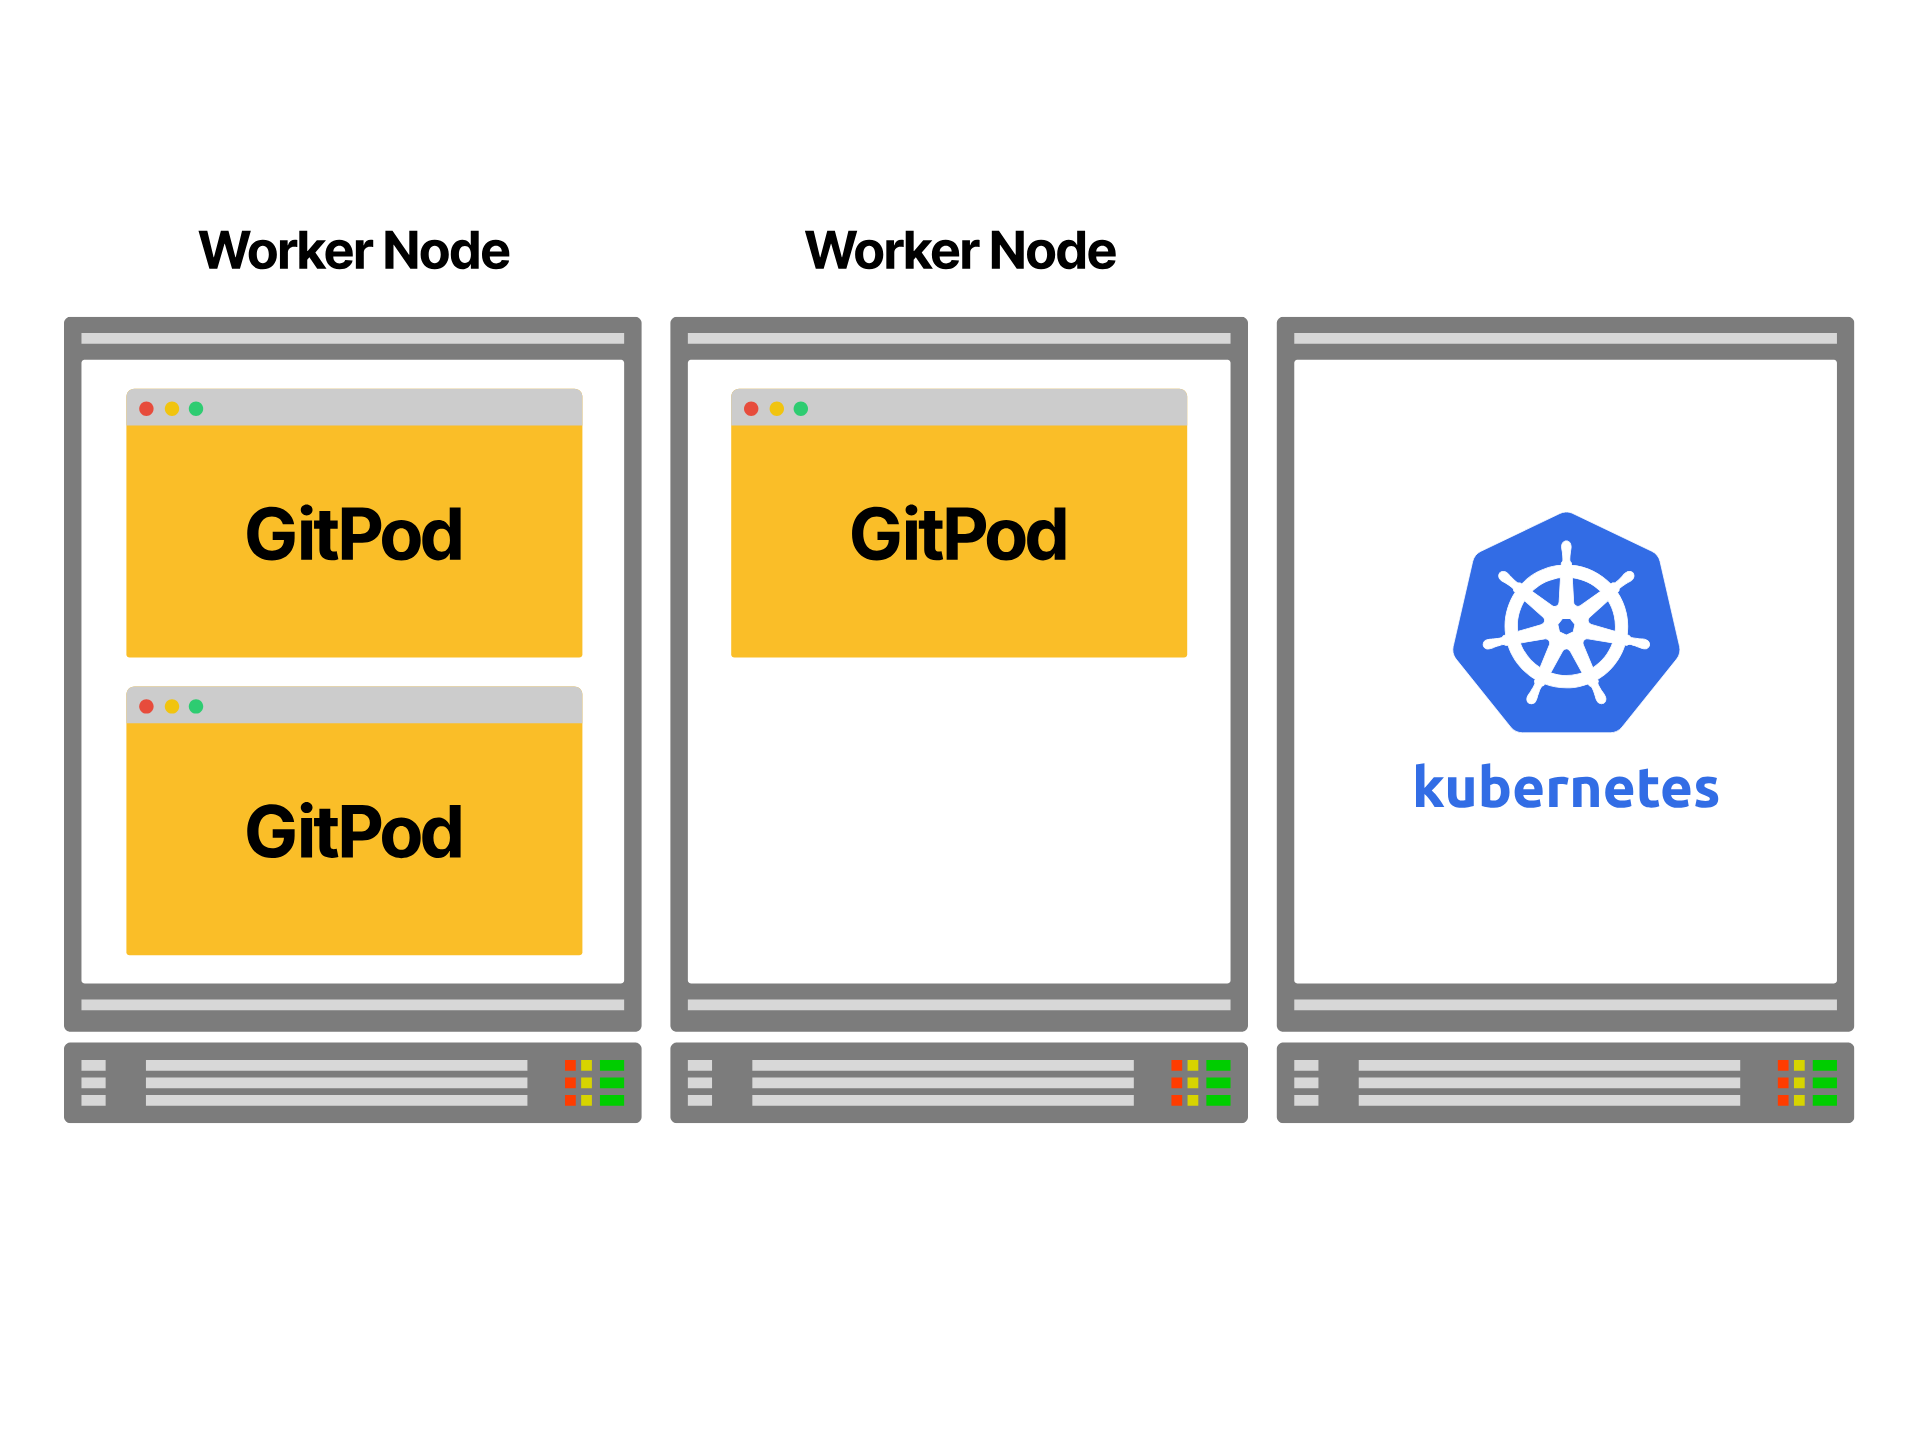 Worker Node
Worker Node
GitPod
GitPod
GitPod
kubernetes